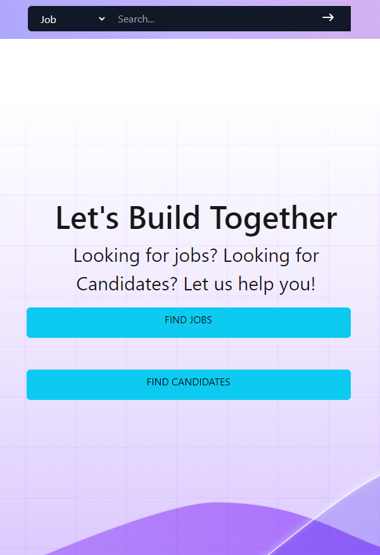 Job Search...
Let's Build Together
Looking for jobs? Looking for
Candidates? Let us help you!
FIND JOBS
FIND CANDIDATES